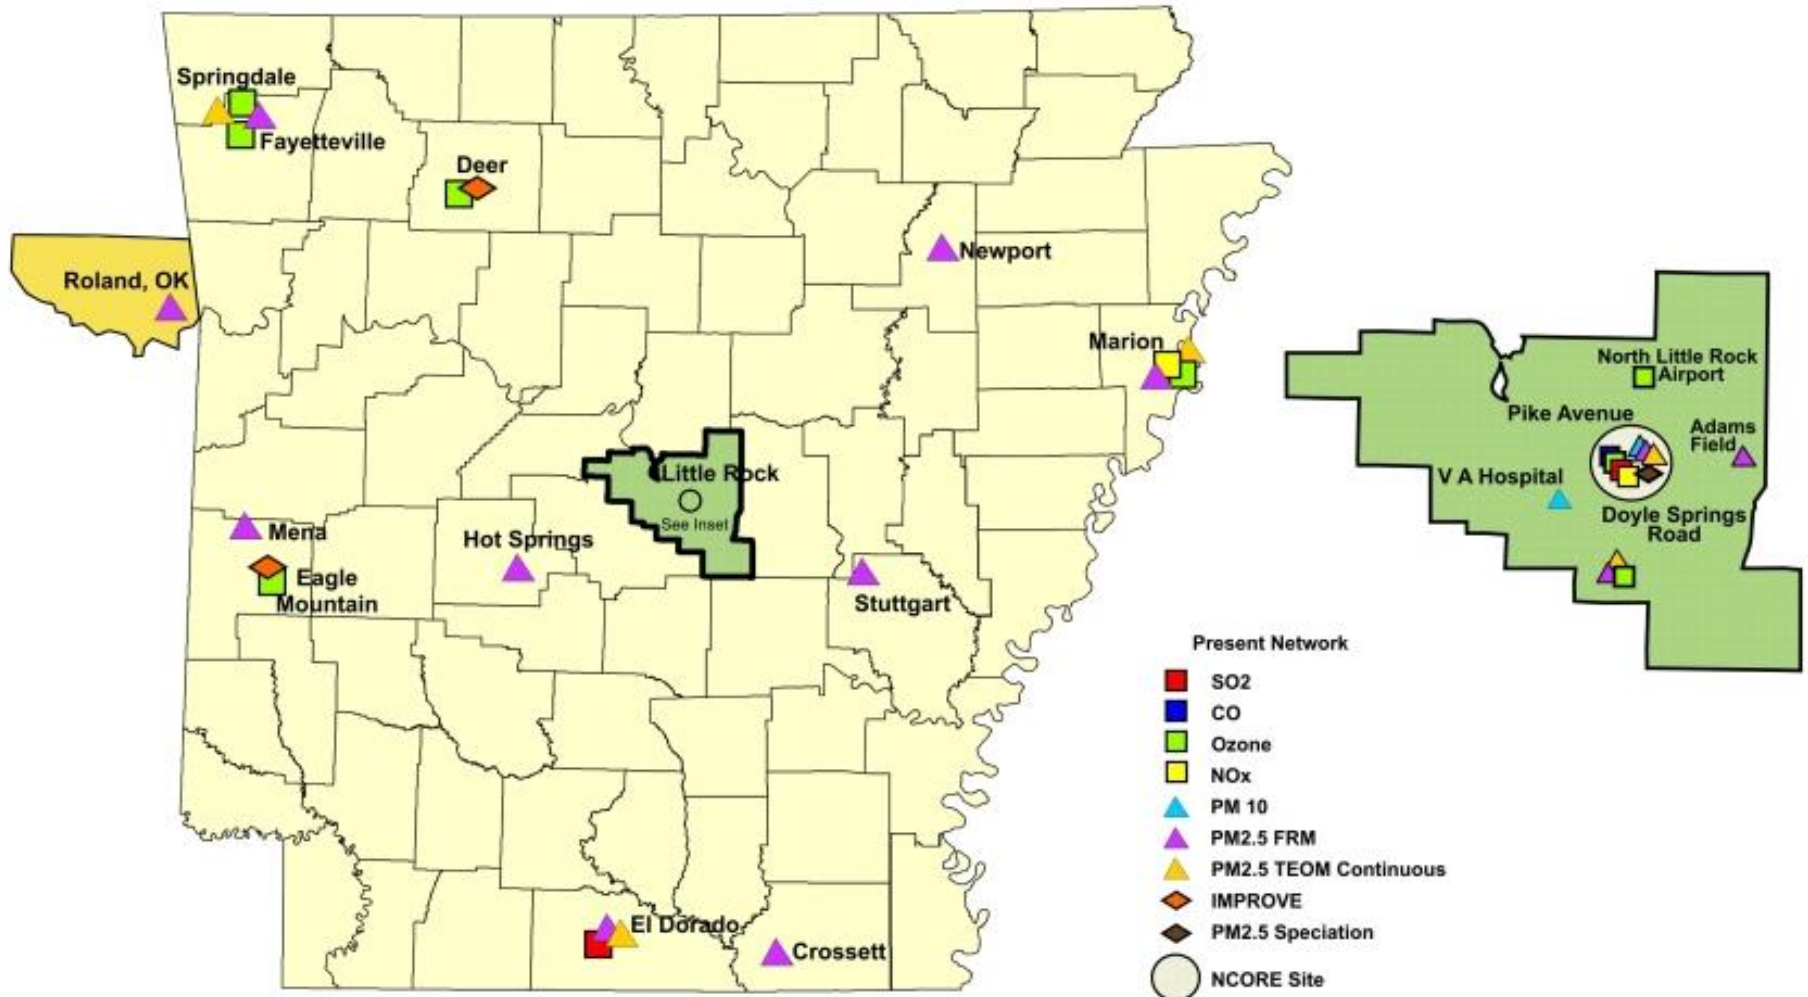 Springdale
Fayetteville
Deer
Roland, OK
Newport
Marion
Little Rock
See Inset
Mena
Hot Springs
Eagle
Mountain
Stuttgart
El Dorado
Crossett
North Little Rock
Airport
Pike Avenue
Adams
Field
V A Hospital
Doyle Springs
Road
Present Network
SO2
CO
Ozone
NOx
PM 10
PM2.5 FRM
PM2.5 TEOM Continuous
IMPROVE
PM2.5 Speciation
NCORE Site